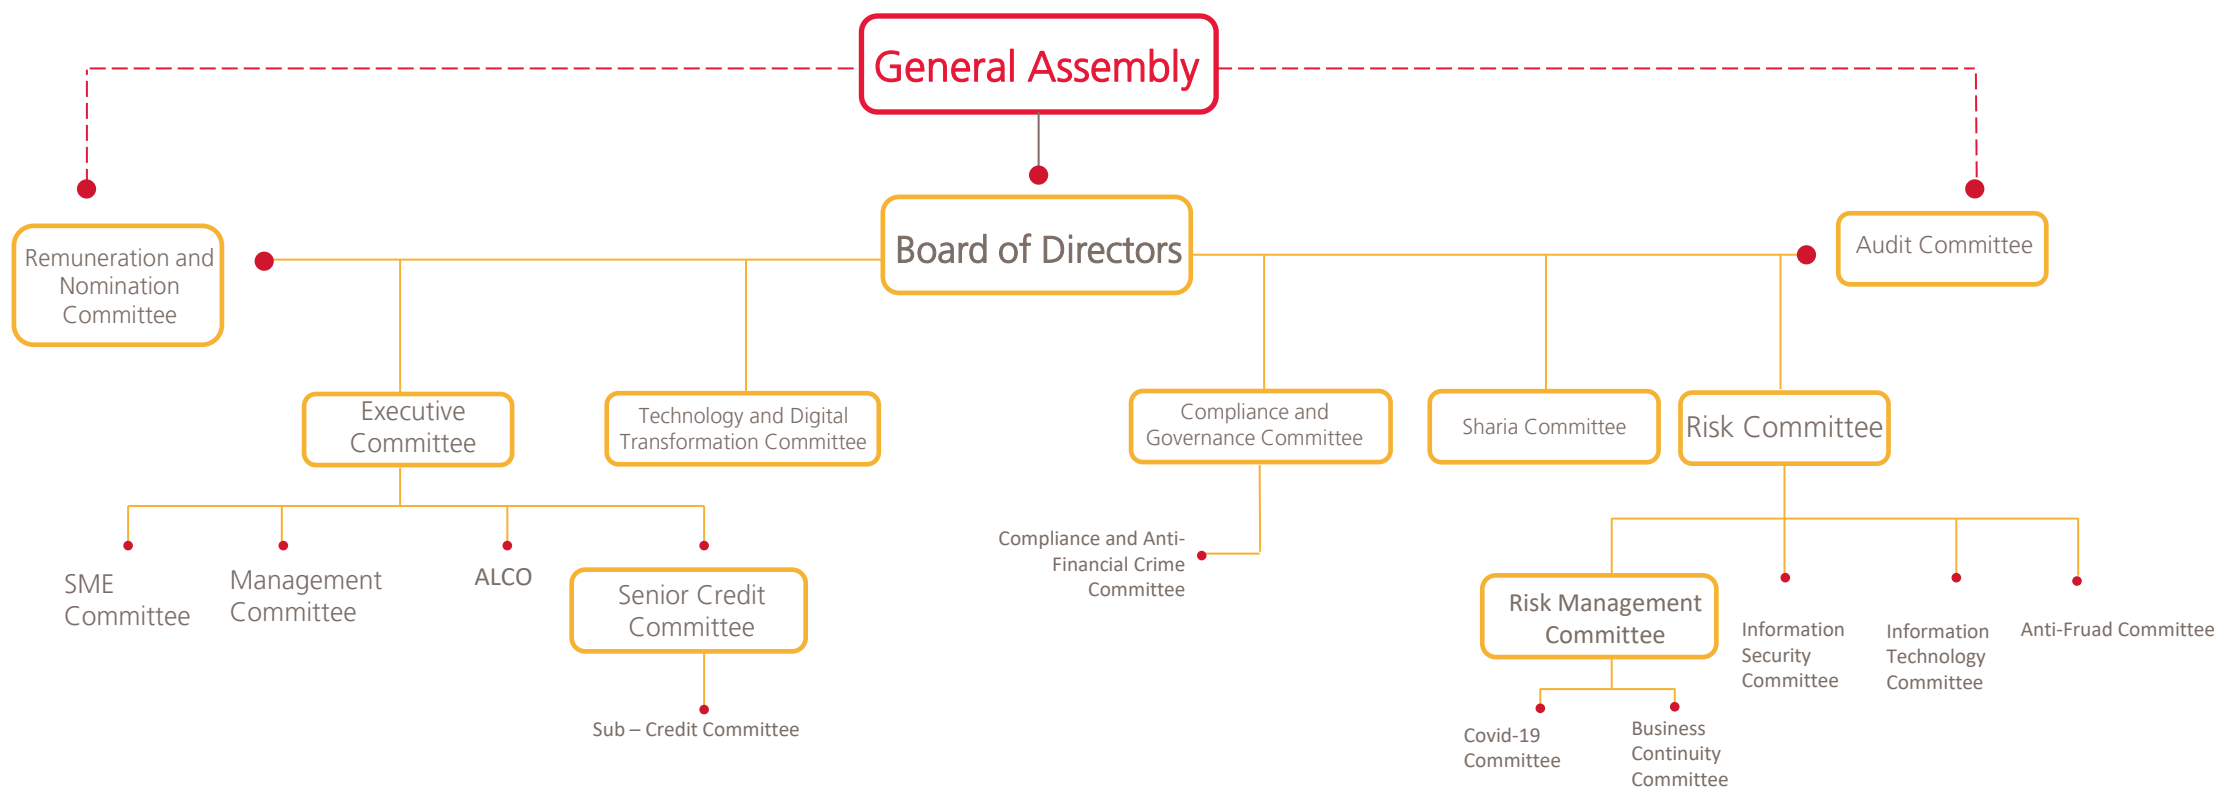 General Assembly
Board of Directors
Remuneration and
Nomination
Committee
Audit Committee
Executive
Committee
Technology and Digital
Transformation Committee
Compliance and
Governance Committee
Sharia Committee
Risk Committee
SME
Committee
Management
Committee
ALCO
Senior Credit
Committee
Sub – Credit Committee
Compliance and Anti-
Financial Crime
Committee
Risk Management
Committee
Information
Security
Committee
Information
Technology
Committee
Anti-Fruad Committee
Covid-19
Committee
Business
Continuity
Committee